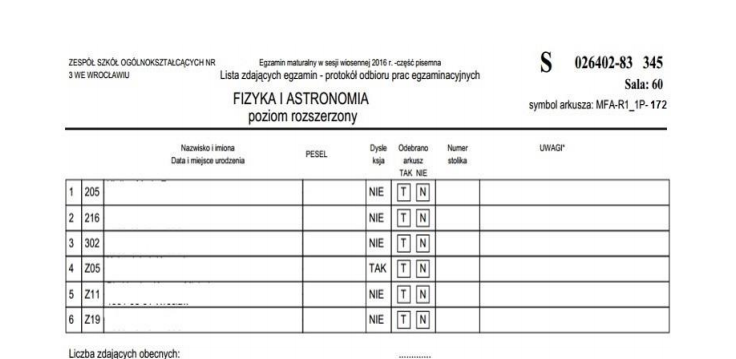 ZESPÓŁ SZKÓŁ OGÓLNOKSZTAŁCĄCYCH NR
3 WE WROCŁAWIU
Egzamin maturalny w sesji wiosennej 2016 r. -część pisemna
Lista zdających egzamin - protokół odbioru prac egzaminacyjnych
FIZYKA I ASTRONOMIA
poziom rozszerzony
S 026402-83 345
Sala: 60
symbol arkusza: MFA-R1_1P- 172
Nazwisko i imiona
Data i miejsce urodzenia
PESEL
Dysle
ksja
Odebrano
arkusz
TAK NIE
Numer
stolika
UWAGI*
1 205 NIE T N
2 216 NIE T N
3 302 NIE T N
4 Z05 TAK T N
5 Z11 NIE T N
6 Z19 NIE T N
Liczba zdających obecnych: .............